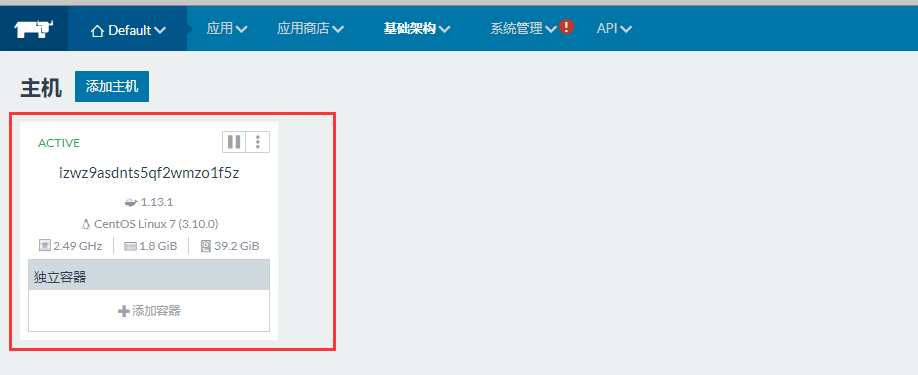 Default 应用 应用商店 基础架构 系统管理 ! API
主机 添加主机
ACTIVE
izwz9asdnts5qf2wmzo1f5z
1.13.1
CentOS Linux 7 (3.10.0)
2.49 GHz 1.8 GiB 39.2 GiB
独立容器
添加容器